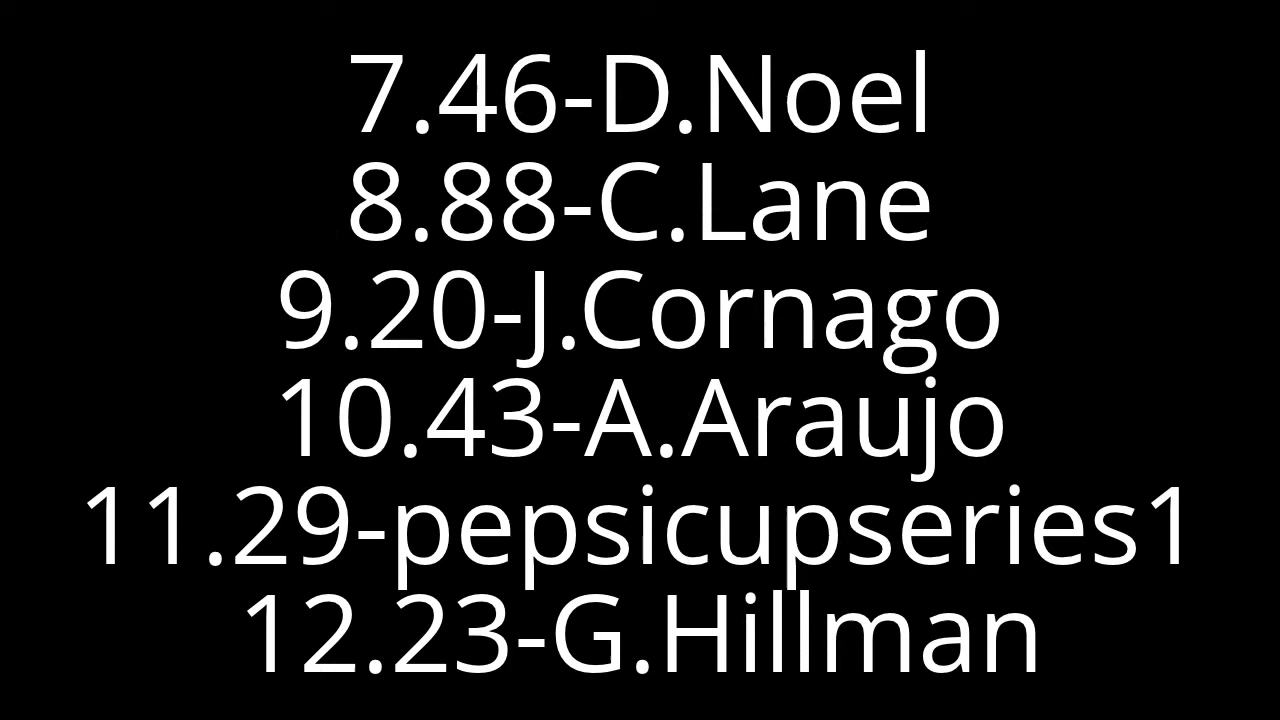 7.46-D.Noel
8.88-C.Lane
9.20-J.Cornago
10.43-A.Araujo
11.29-pepsicupseries1
12.23-G.Hillman